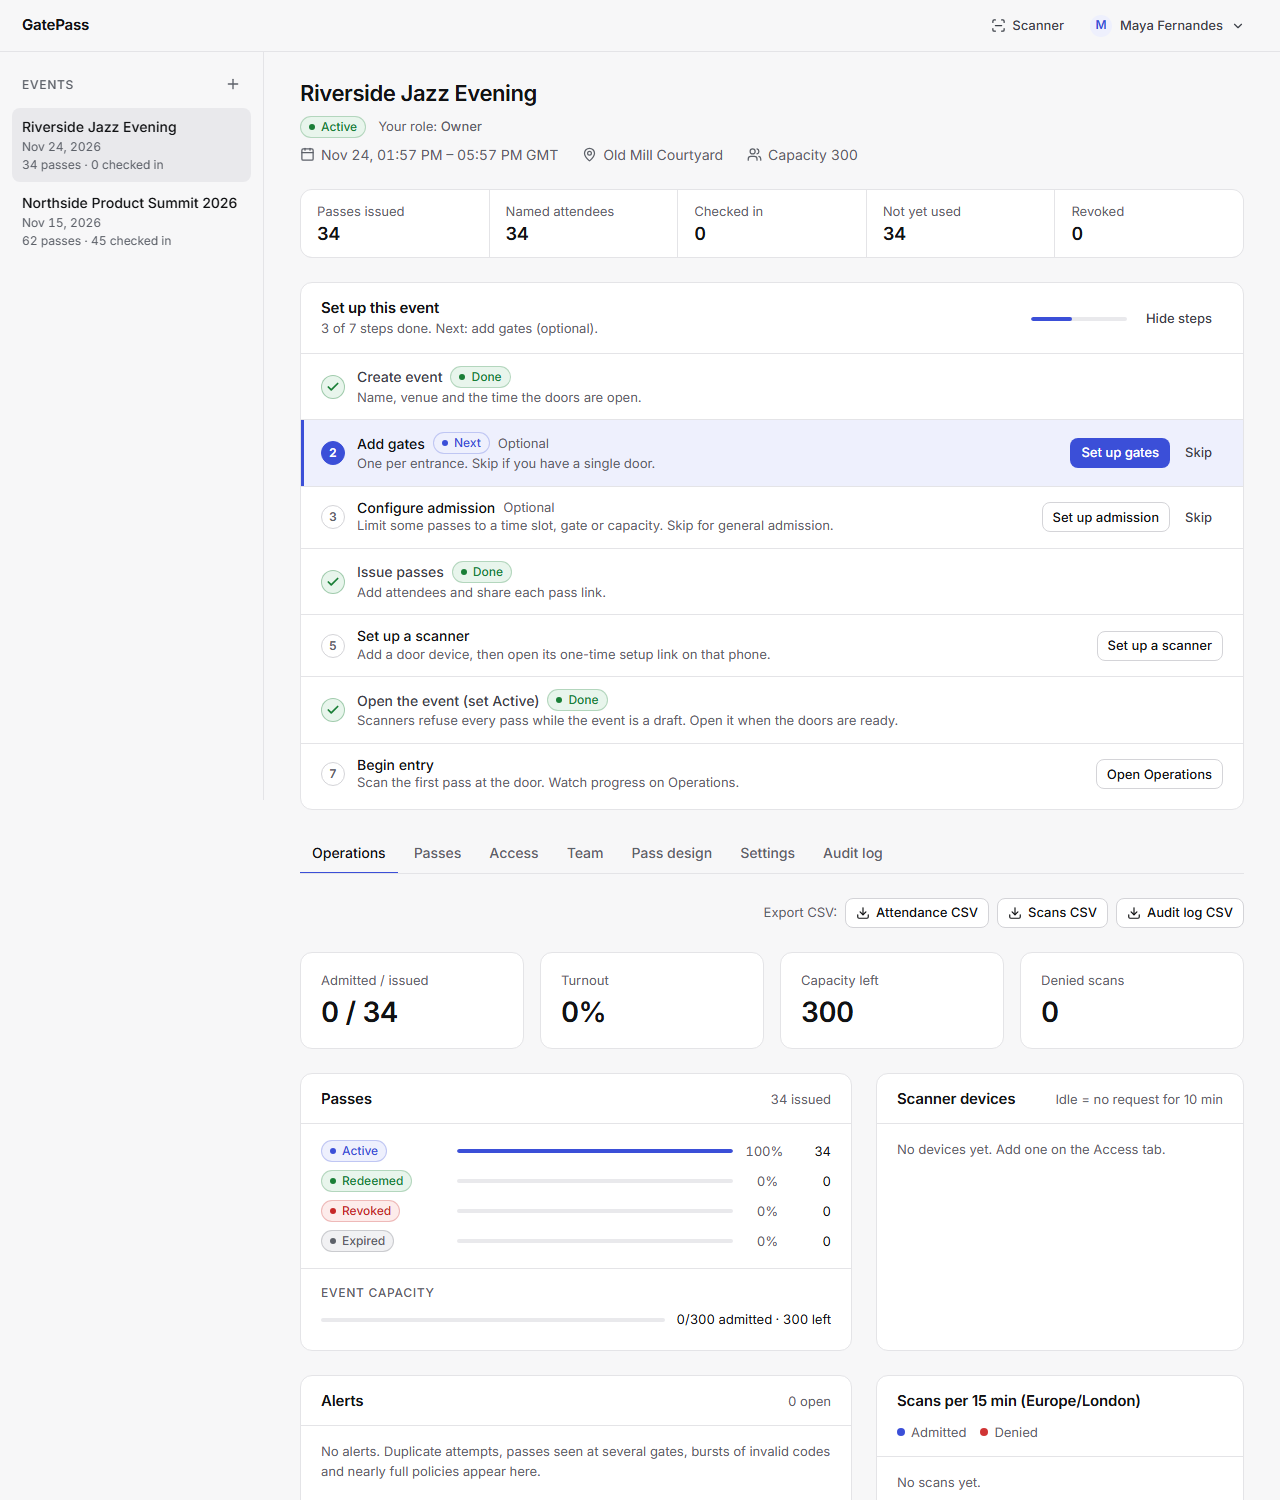 GatePass
Scanner
M Maya Fernandes
EVENTS
Riverside Jazz Evening
Nov 24, 2026
34 passes · 0 checked in
Northside Product Summit 2026
Nov 15, 2026
62 passes · 45 checked in
Riverside Jazz Evening
Active Your role: Owner
Nov 24, 01:57 PM – 05:57 PM GMT Old Mill Courtyard Capacity 300
Passes issued
34
Named attendees
34
Checked in
0
Not yet used
34
Revoked
0
Set up this event
3 of 7 steps done. Next: add gates (optional).
Hide steps
Create event Done
Name, venue and the time the doors are open.
2 Add gates Next Optional
One per entrance. Skip if you have a single door.
Set up gates Skip
3 Configure admission Optional
Limit some passes to a time slot, gate or capacity. Skip for general admission.
Set up admission Skip
Issue passes Done
Add attendees and share each pass link.
5 Set up a scanner
Add a door device, then open its one-time setup link on that phone.
Set up a scanner
Open the event (set Active) Done
Scanners refuse every pass while the event is a draft. Open it when the doors are ready.
7 Begin entry
Scan the first pass at the door. Watch progress on Operations.
Open Operations
Operations Passes Access Team Pass design Settings Audit log
Export CSV: Attendance CSV Scans CSV Audit log CSV
Admitted / issued
0 / 34
Turnout
0%
Capacity left
300
Denied scans
0
Passes 34 issued
Active 100% 34
Redeemed 0% 0
Revoked 0% 0
Expired 0% 0
EVENT CAPACITY
0/300 admitted · 300 left
Scanner devices Idle = no request for 10 min
No devices yet. Add one on the Access tab.
Alerts 0 open
No alerts. Duplicate attempts, passes seen at several gates, bursts of invalid codes
and nearly full policies appear here.
Scans per 15 min (Europe/London)
Admitted Denied
No scans yet.